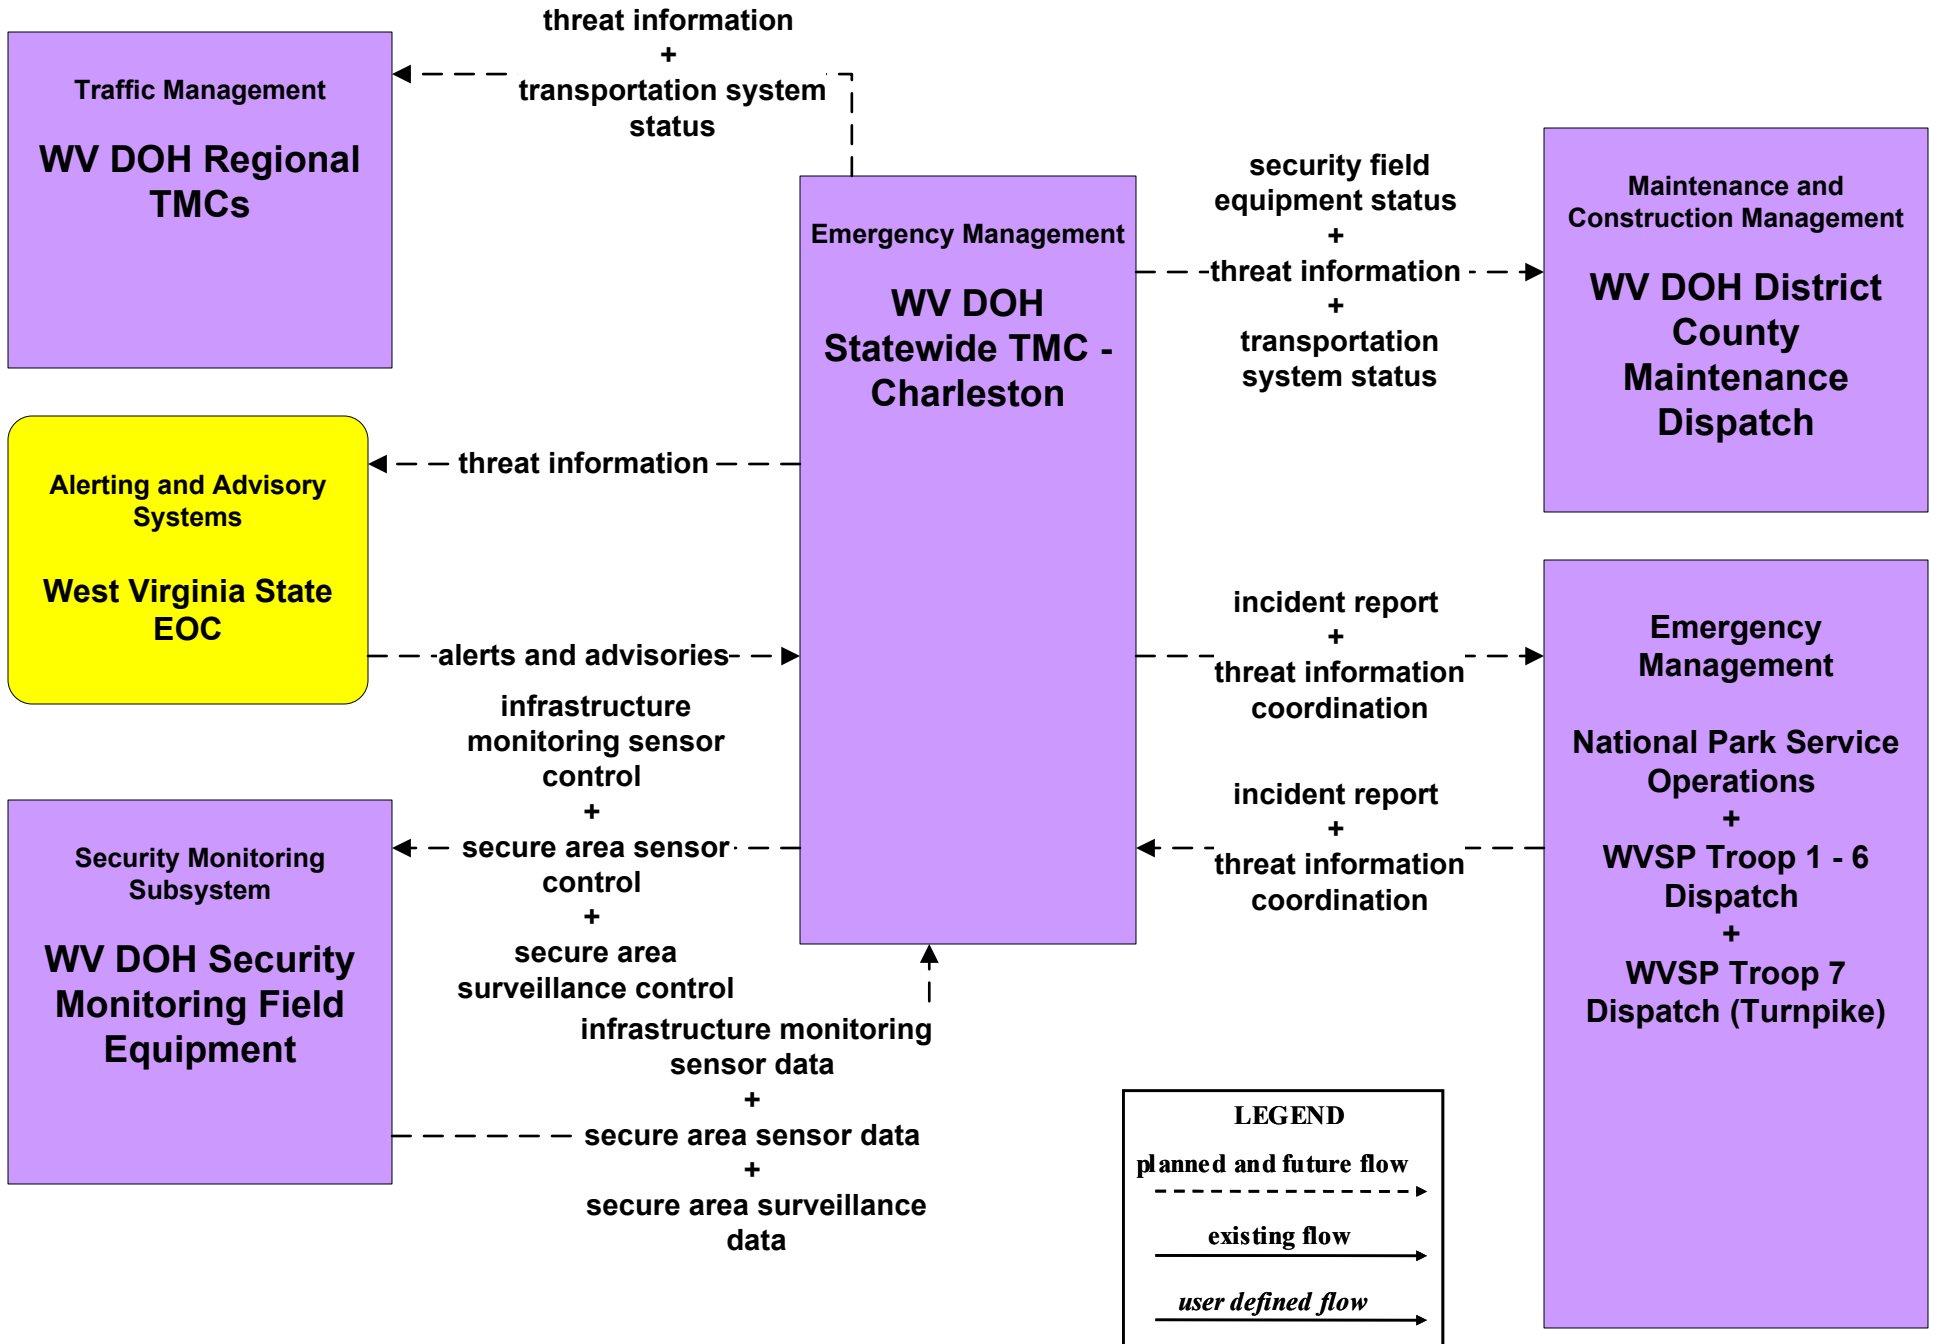 threat information
+
transportation system
status
Traffic Management
WV DOH Regional
TMCs
Emergency Management
WV DOH
Statewide TMC -
Charleston
security field
equipment status
+
threat information
+
transportation
system status
Maintenance and
Construction Management
WV DOH District
County
Maintenance
Dispatch
Alerting and Advisory
Systems
West Virginia State
EOC
threat information
alerts and advisories
incident report
+
threat information
coordination
incident report
+
threat information
coordination
Emergency
Management
National Park Service
Operations
+
WVSP Troop 1 - 6
Dispatch
+
WVSP Troop 7
Dispatch (Turnpike)
infrastructure
monitoring sensor
control
+
secure area sensor
control
+
secure area
surveillance control
Security Monitoring
Subsystem
WV DOH Security
Monitoring Field
Equipment
infrastructure monitoring
sensor data
+
secure area sensor data
+
secure area surveillance
data
LEGEND
planned and future flow
existing flow
user defined flow